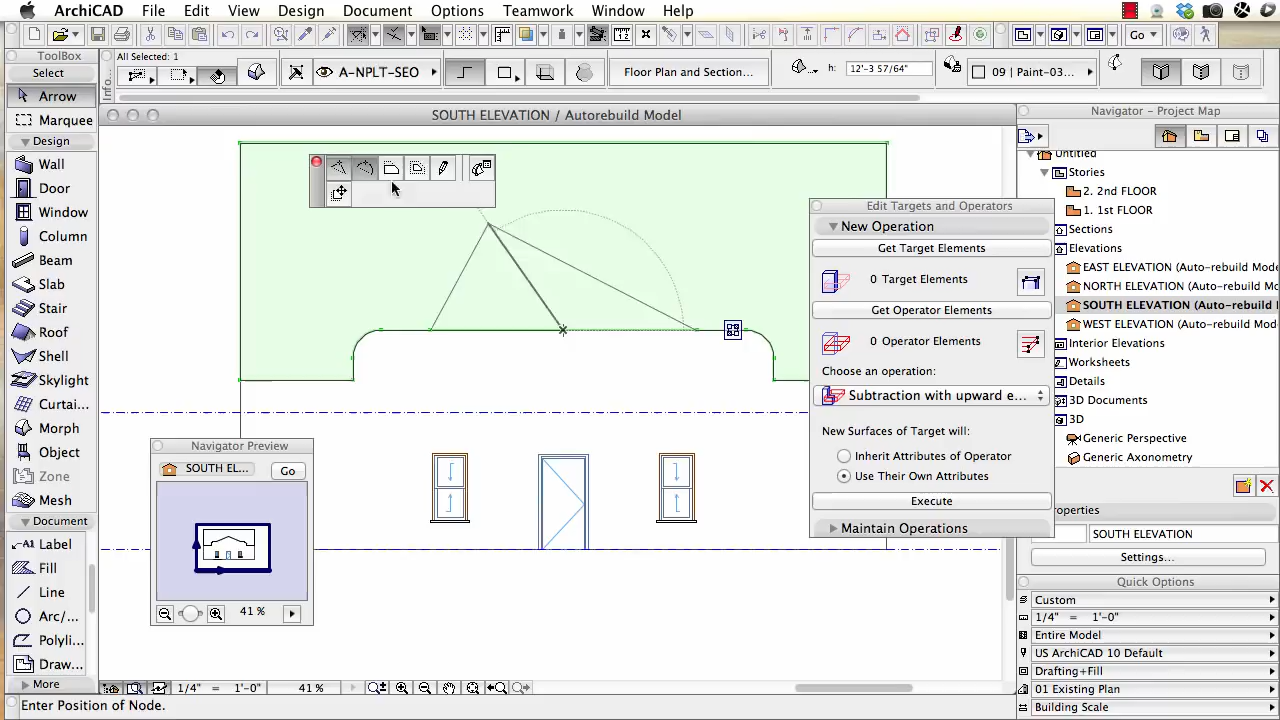 ArchiCAD File Edit View Design Document Options Teamwork Window Help
ToolBox
All Selected: 1
Select
Info...
A-NPLT-SEO
Floor Plan and Section...
h: 12'-3 57/64"
09 | Paint-03...
Go
Arrow
Marquee
Design
Wall
Door
Window
Column
Beam
Slab
Stair
Roof
Shell
Skylight
Curtai...
Morph
Object
Zone
Mesh
Document
Label
Fill
Line
Arc/...
Polyli...
Draw...
More
SOUTH ELEVATION / Autorebuild Model
Edit Targets and Operators
New Operation
Get Target Elements
0 Target Elements
Get Operator Elements
0 Operator Elements
Choose an operation:
Subtraction with upward e...
New Surfaces of Target will:
Inherit Attributes of Operator
Use Their Own Attributes
Execute
Maintain Operations
Navigator Preview
SOUTH EL...
Go
41 %
Navigator - Project Map
Untitled
Stories
2. 2nd FLOOR
1. 1st FLOOR
Sections
Elevations
EAST ELEVATION (Auto-rebuild Mode
NORTH ELEVATION (Auto-rebuild Mo
SOUTH ELEVATION (Auto-rebuild
WEST ELEVATION (Auto-rebuild Mod
Interior Elevations
Worksheets
Details
3D Documents
3D
Generic Perspective
Generic Axonometry
roperties
SOUTH ELEVATION
Settings...
Quick Options
Custom
1/4" = 1'-0"
Entire Model
US ArchiCAD 10 Default
Drafting+Fill
01 Existing Plan
Building Scale
1/4" = 1'-0"
41 %
Enter Position of Node.